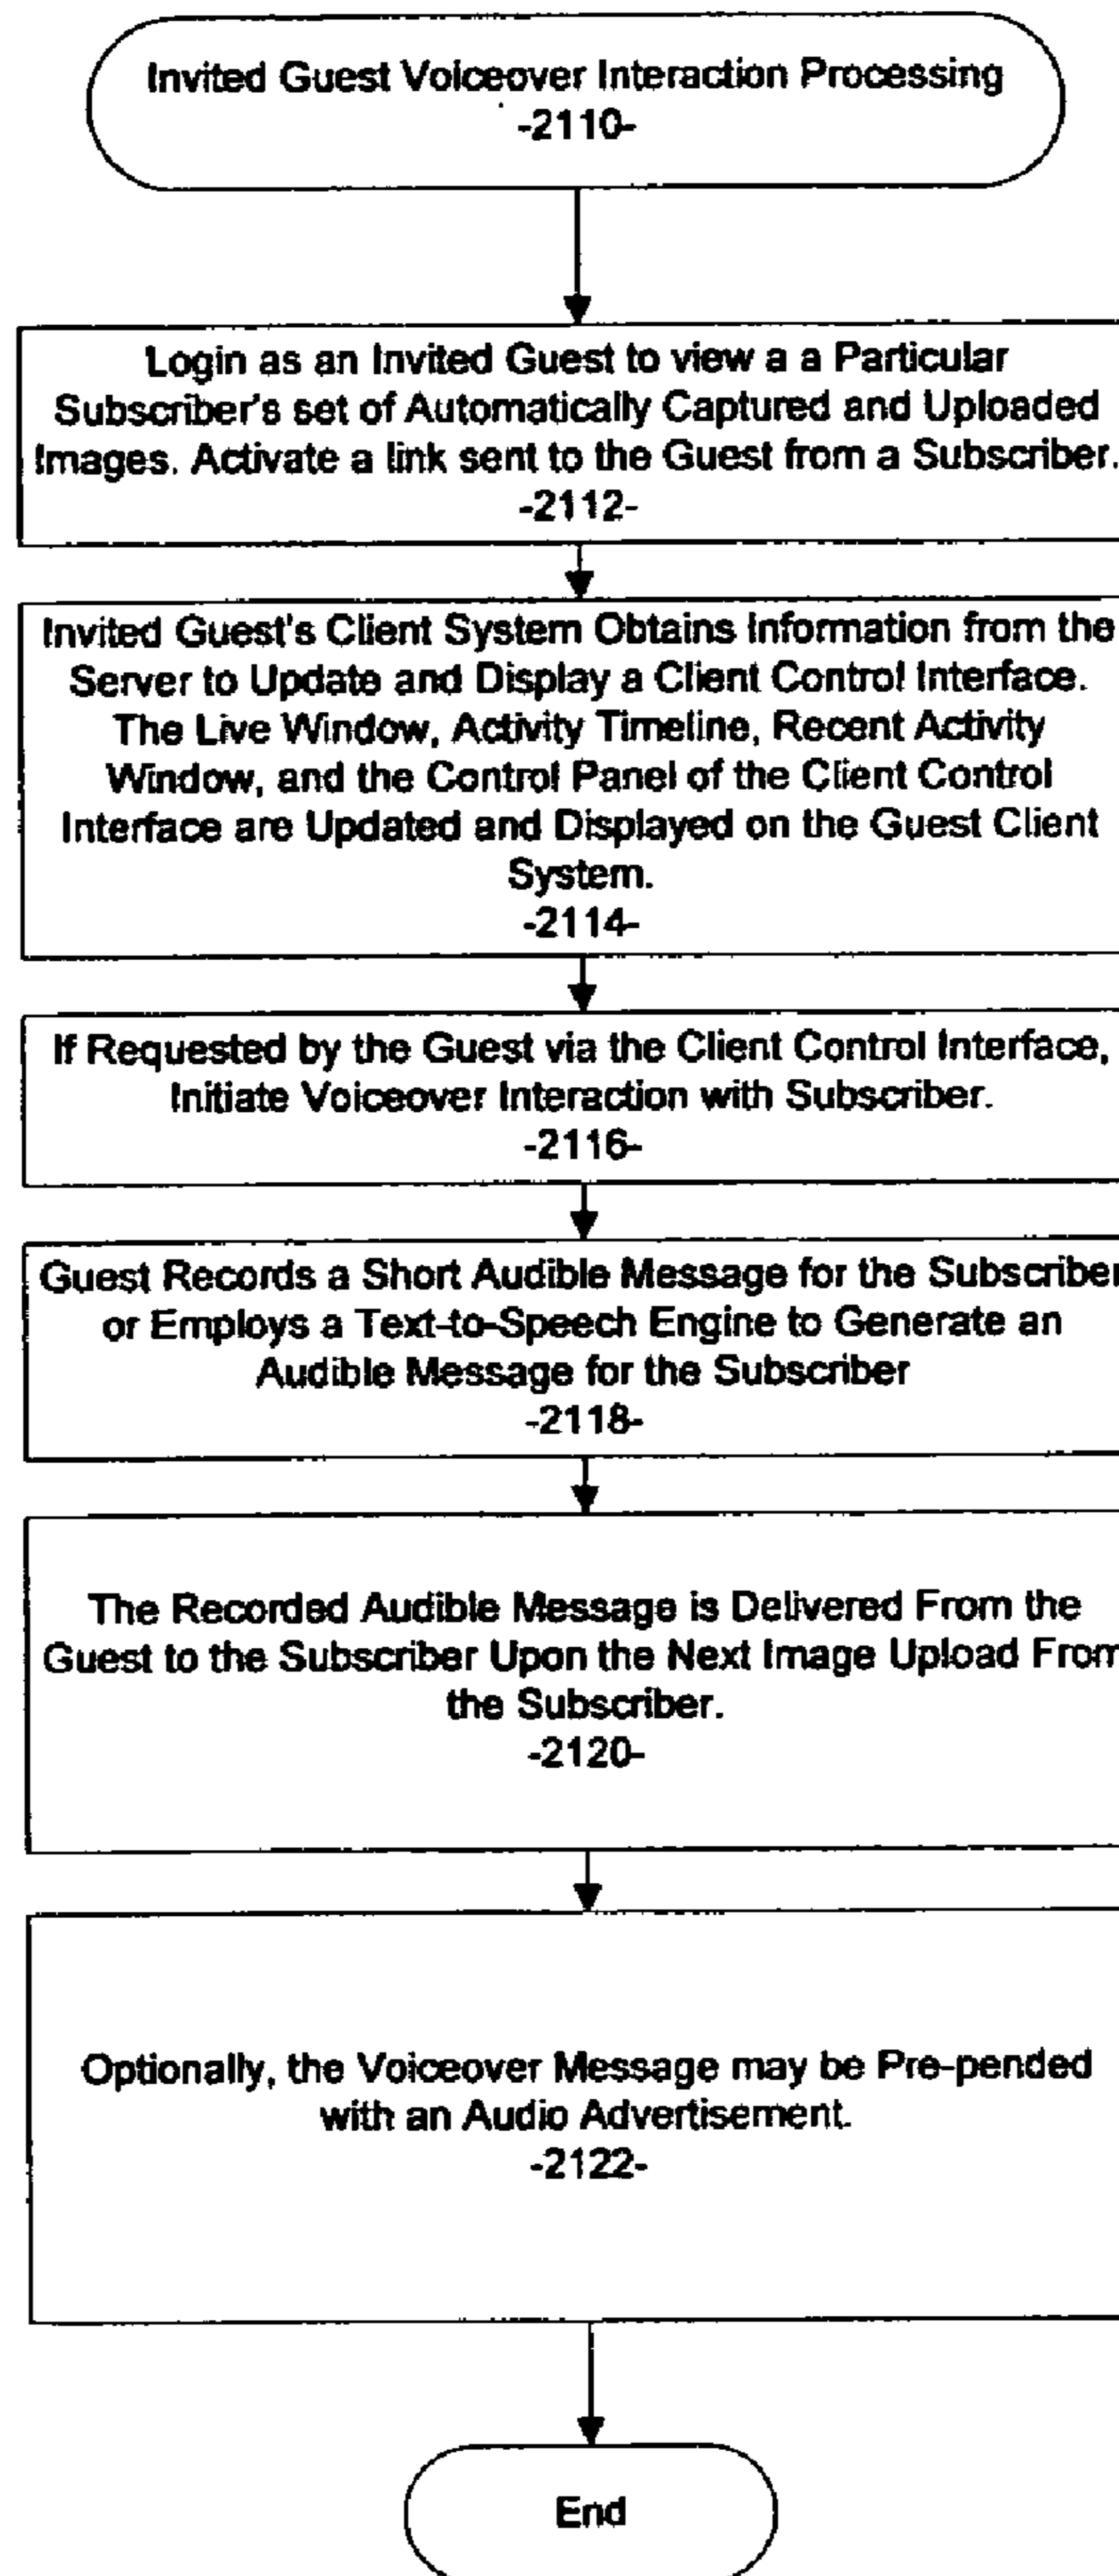 Invited Guest Voiceover Interaction Processing
-2110-
Login as an Invited Guest to view a a Particular
Subscriber's set of Automatically Captured and Uploaded
Images. Activate a link sent to the Guest from a Subscriber.
-2112-
Invited Guest's Client System Obtains Information from the
Server to Update and Display a Client Control Interface.
The Live Window, Activity Timeline, Recent Activity
Window, and the Control Panel of the Client Control
Interface are Updated and Displayed on the Guest Client
System.
-2114-
If Requested by the Guest via the Client Control Interface,
Initiate Voiceover Interaction with Subscriber.
-2116-
Guest Records a Short Audible Message for the Subscriber
or Employs a Text-to-Speech Engine to Generate an
Audible Message for the Subscriber
-2118-
The Recorded Audible Message is Delivered From the
Guest to the Subscriber Upon the Next Image Upload From
the Subscriber.
-2120-
Optionally, the Voiceover Message may be Pre-pended
with an Audio Advertisement.
-2122-
End